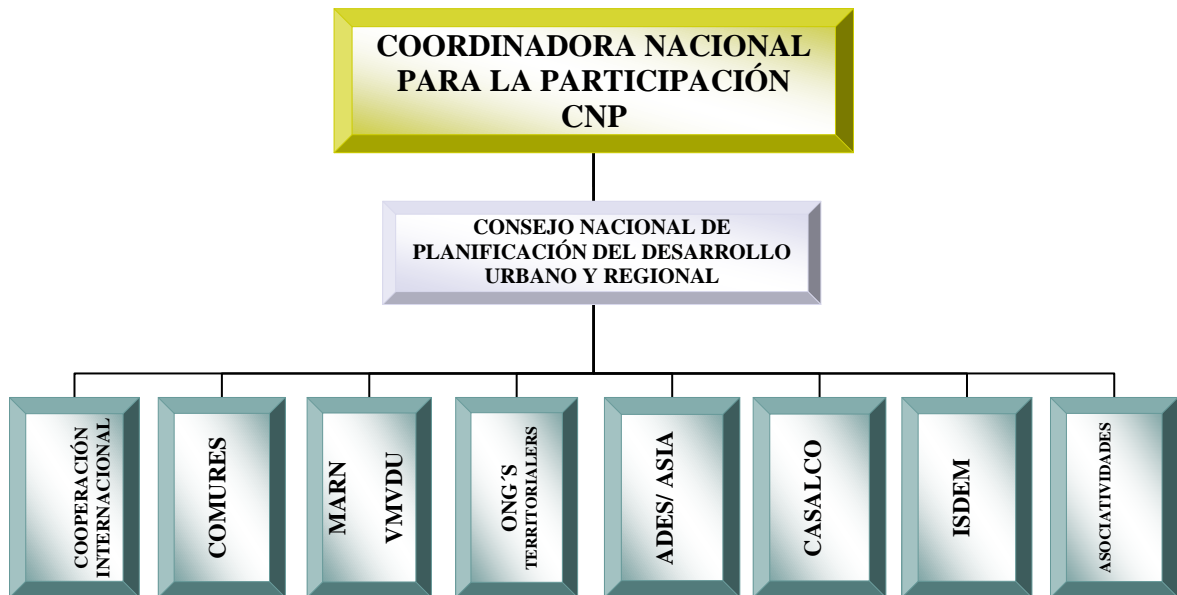 COORDINADORA NACIONAL
PARA LA PARTICIPACIÓN
CNP
CONSEJO NACIONAL DE
PLANIFICACIÓN DEL DESARROLLO
URBANO Y REGIONAL
COOPERACIÓN
INTERNACIONAL
COMURES
MARN
VMVDU
ONG´S
TERRITORIALERS
ADES/ ASIA
CASALCO
ISDEM
ASOCIATIVIDADES